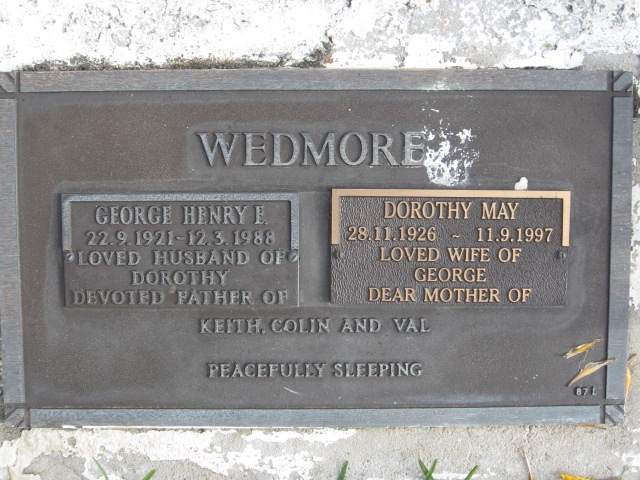 WEDMORE
GEORGE HENRY E.
22.9.1921-12.3.1988
LOVED HUSBAND OF
DOROTHY
DEVOTED FATHER OF
DOROTHY MAY
28.11.1926 ~ 11.9.1997
LOVED WIFE OF
GEORGE
DEAR MOTHER OF
KEITH, COLIN AND VAL
PEACEFULLY SLEEPING